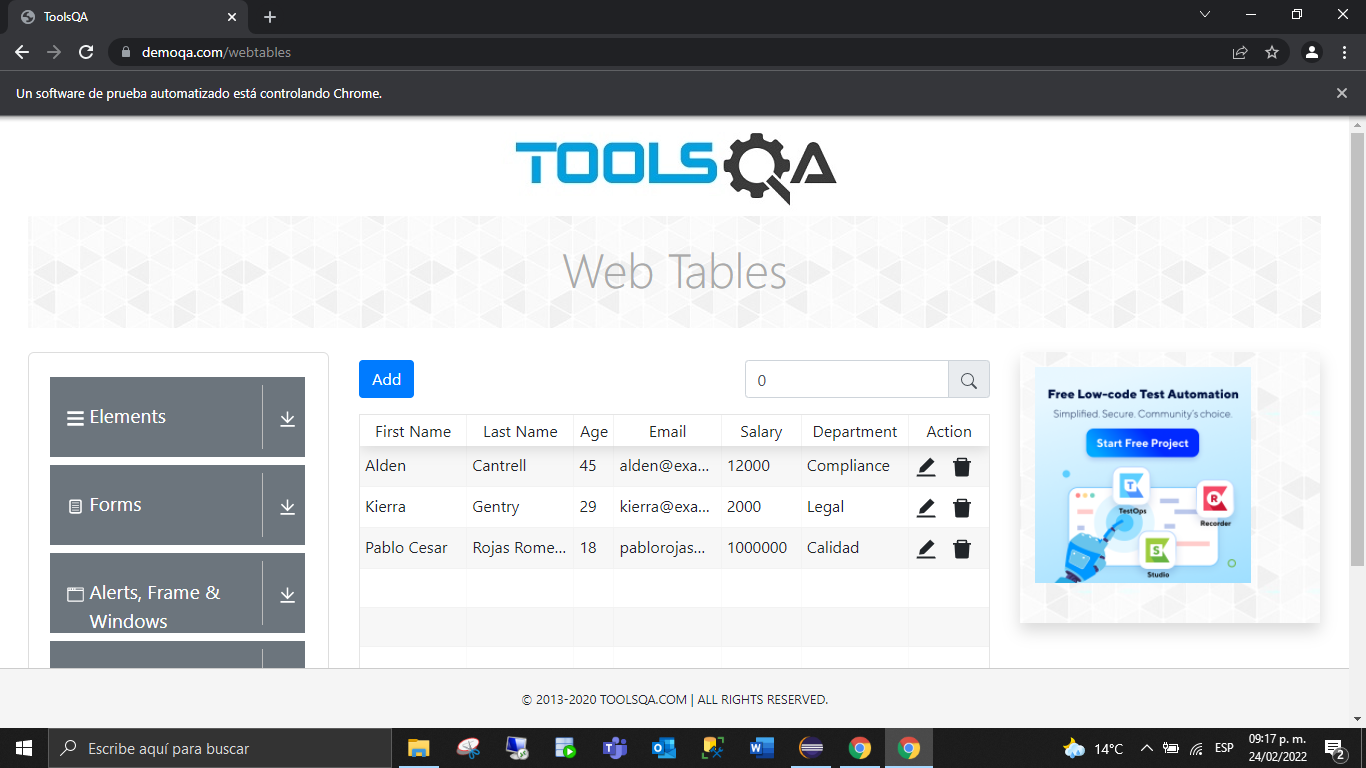 ToolsQA
demoqa.com/webtables
Un software de prueba automatizado está controlando Chrome.
TOOLSQA
Web Tables
Elements
Forms
Alerts, Frame &
Windows
Add
0
First Name Last Name Age Email Salary Department Action
Alden Cantrell 45 alden@exa... 12000 Compliance
Kierra Gentry 29 kierra@exa... 2000 Legal
Pablo Cesar Rojas Rome... 18 pablorojas... 1000000 Calidad
Free Low-code Test Automation
Simplified. Secure. Community's choice.
Start Free Project
TestOps
Recorder
Studio
© 2013-2020 TOOLSQA.COM | ALL RIGHTS RESERVED.
Escribe aquí para buscar
14°C
ESP
09:17 p. m.
24/02/2022
2